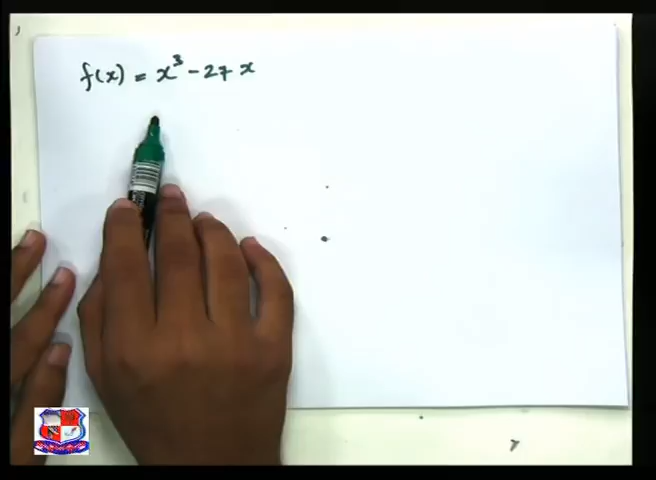 f(x) = x³ - 27x